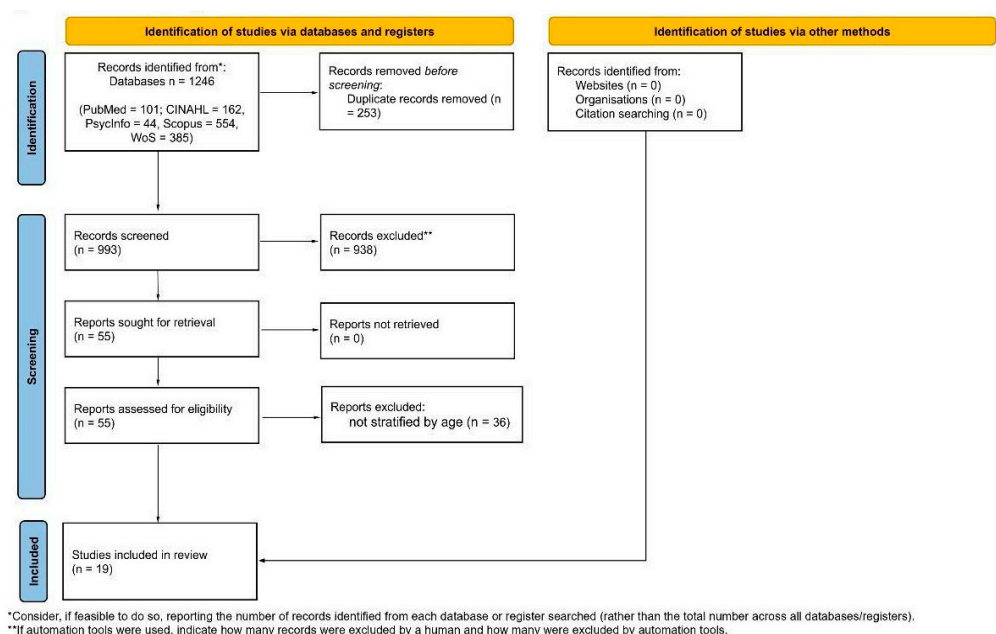 Identification of studies via databases and registers
Identification of studies via other methods
Identification
Records identified from*:
Databases n = 1246
(PubMed = 101; CINAHL = 162,
PsycInfo = 44, Scopus = 554,
WoS = 385)
Records removed before
screening:
Duplicate records removed (n
= 253)
Records identified from:
Websites (n = 0)
Organisations (n = 0)
Citation searching (n = 0)
Screening
Records screened
(n = 993)
Records excluded**
(n = 938)
Reports sought for retrieval
(n = 55)
Reports not retrieved
(n = 0)
Reports assessed for eligibility
(n = 55)
Reports excluded:
not stratified by age (n = 36)
Included
Studies included in review
(n = 19)
*Consider, if feasible to do so, reporting the number of records identified from each database or register searched (rather than the total number across all databases/registers).
**If automation tools were used, indicate how many records were excluded by a human and how many were excluded by automation tools.